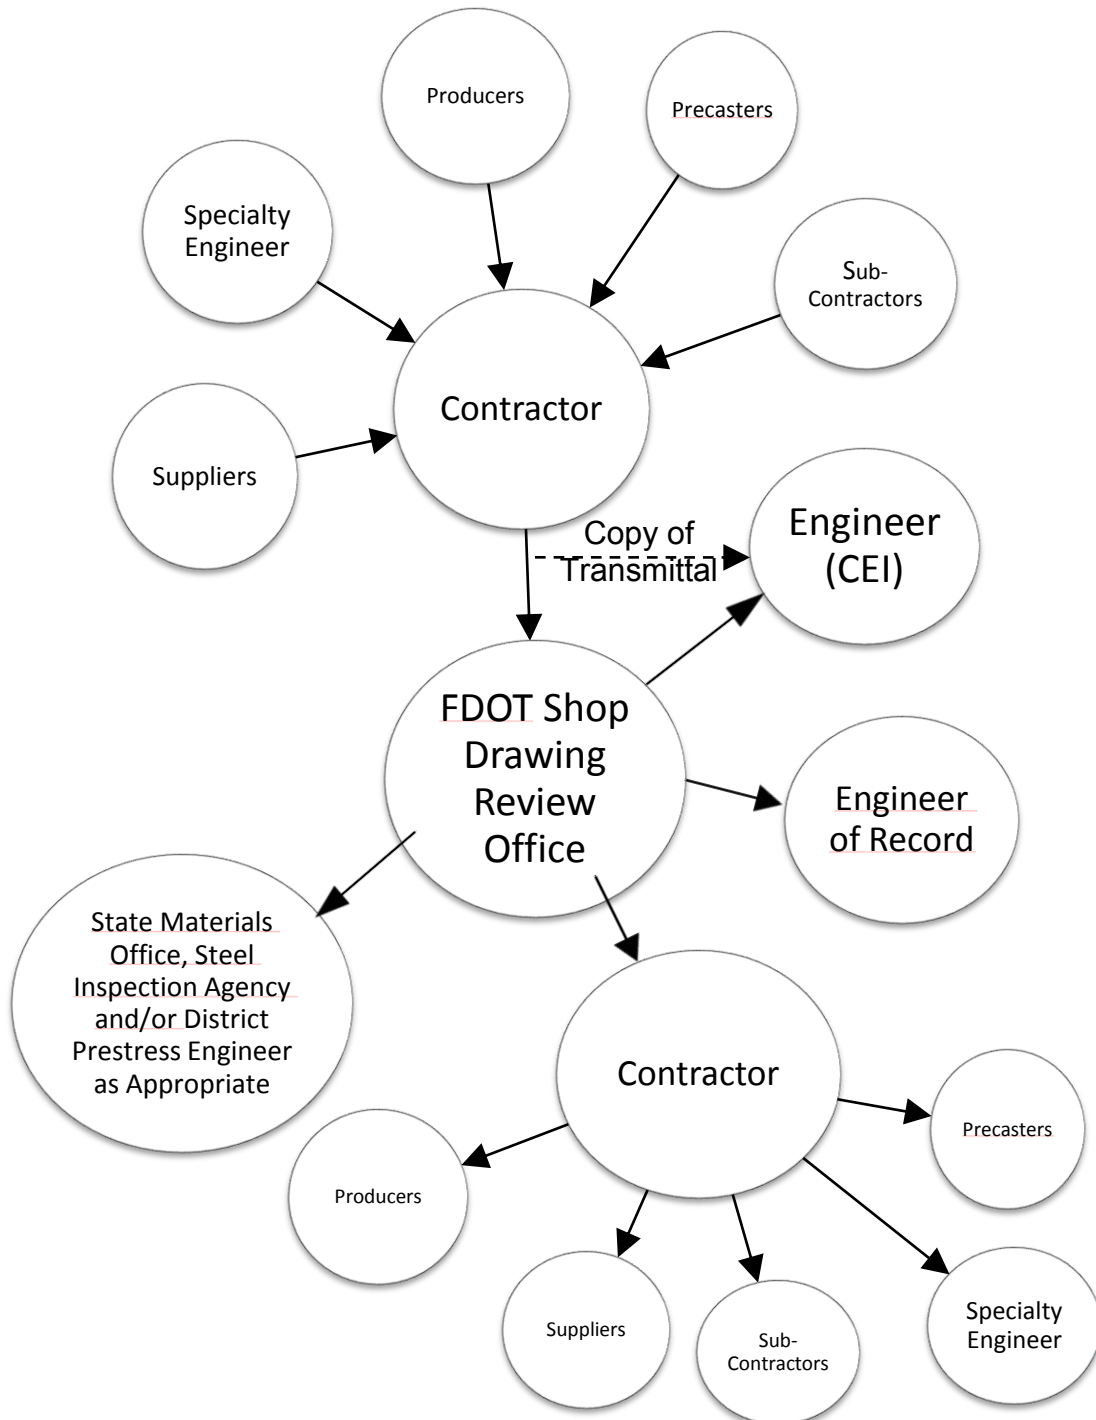 Producers
Precasters
Specialty
Engineer
Sub-
Contractors
Contractor
Suppliers
Copy of
Transmittal
Engineer
(CEI)
FDOT Shop
Drawing
Review
Office
Engineer
of Record
State Materials
Office, Steel
Inspection Agency
and/or District
Prestress Engineer
as Appropriate
Contractor
Precasters
Producers
Suppliers
Sub-
Contractors
Specialty
Engineer